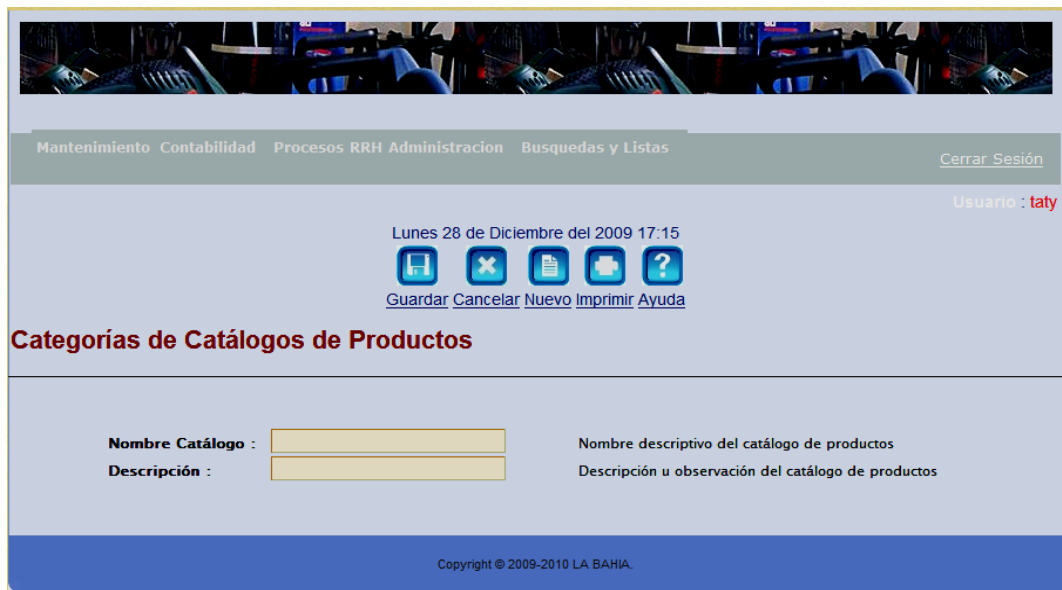 Mantenimiento Contabilidad Procesos RRH Administracion Busquedas y Listas
Cerrar Sesión
Usuario : taty
Lunes 28 de Diciembre del 2009 17:15
Guardar Cancelar Nuevo Imprimir Ayuda
Categorías de Catálogos de Productos
Nombre Catálogo : Nombre descriptivo del catálogo de productos
Descripción : Descripción u observación del catálogo de productos
Copyright © 2009-2010 LA BAHIA.